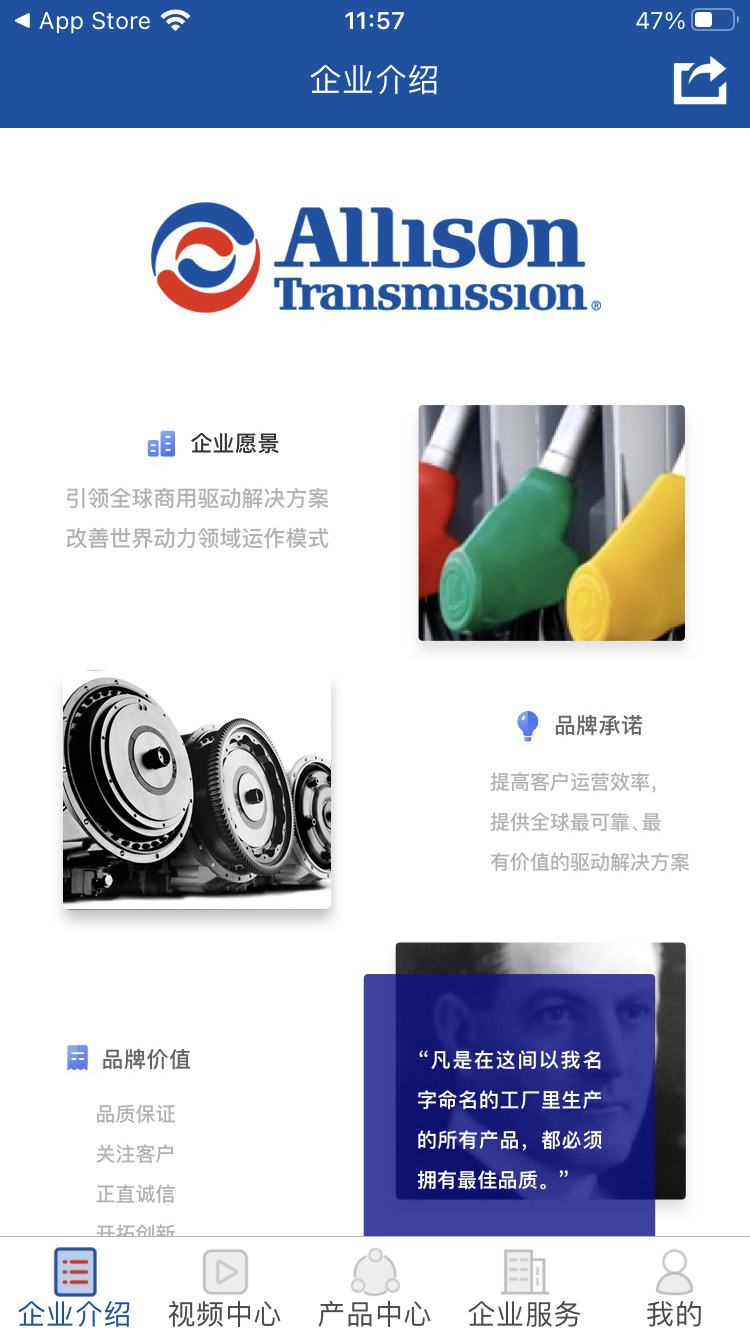 App Store
11:57
47%
企业介绍
Allison
Transmission®
企业愿景
引领全球商用驱动解决方案
改善世界动力领域运作模式
品牌承诺
提高客户运营效率,
提供全球最可靠、最
有价值的驱动解决方案
品牌价值
品质保证
关注客户
正直诚信
开拓创新
“凡是在这间以我名
字命名的工厂里生产
的所有产品，都必须
拥有最佳品质。”
企业介绍
视频中心
产品中心
企业服务
我的